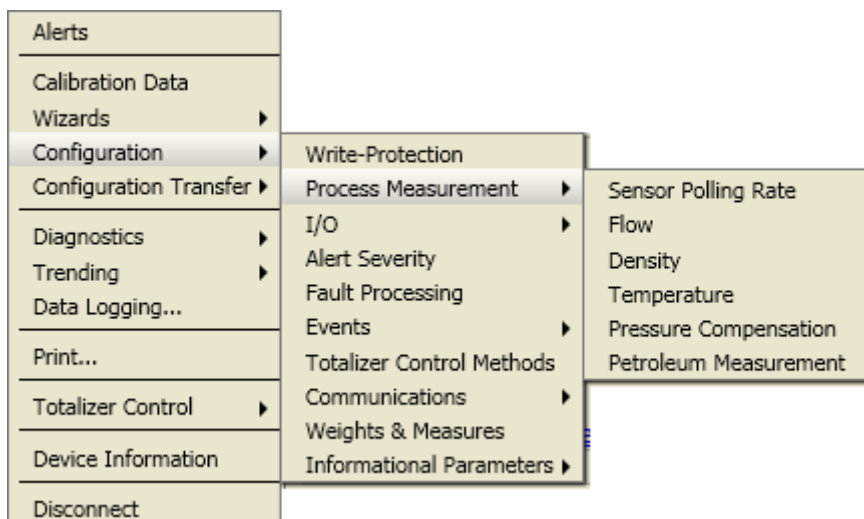 Alerts
Calibration Data
Wizards
Configuration
Configuration Transfer
Diagnostics
Trending
Data Logging...
Print...
Totalizer Control
Device Information
Disconnect
Write-Protection
Process Measurement
I/O
Alert Severity
Fault Processing
Events
Totalizer Control Methods
Communications
Weights & Measures
Informational Parameters
Sensor Polling Rate
Flow
Density
Temperature
Pressure Compensation
Petroleum Measurement